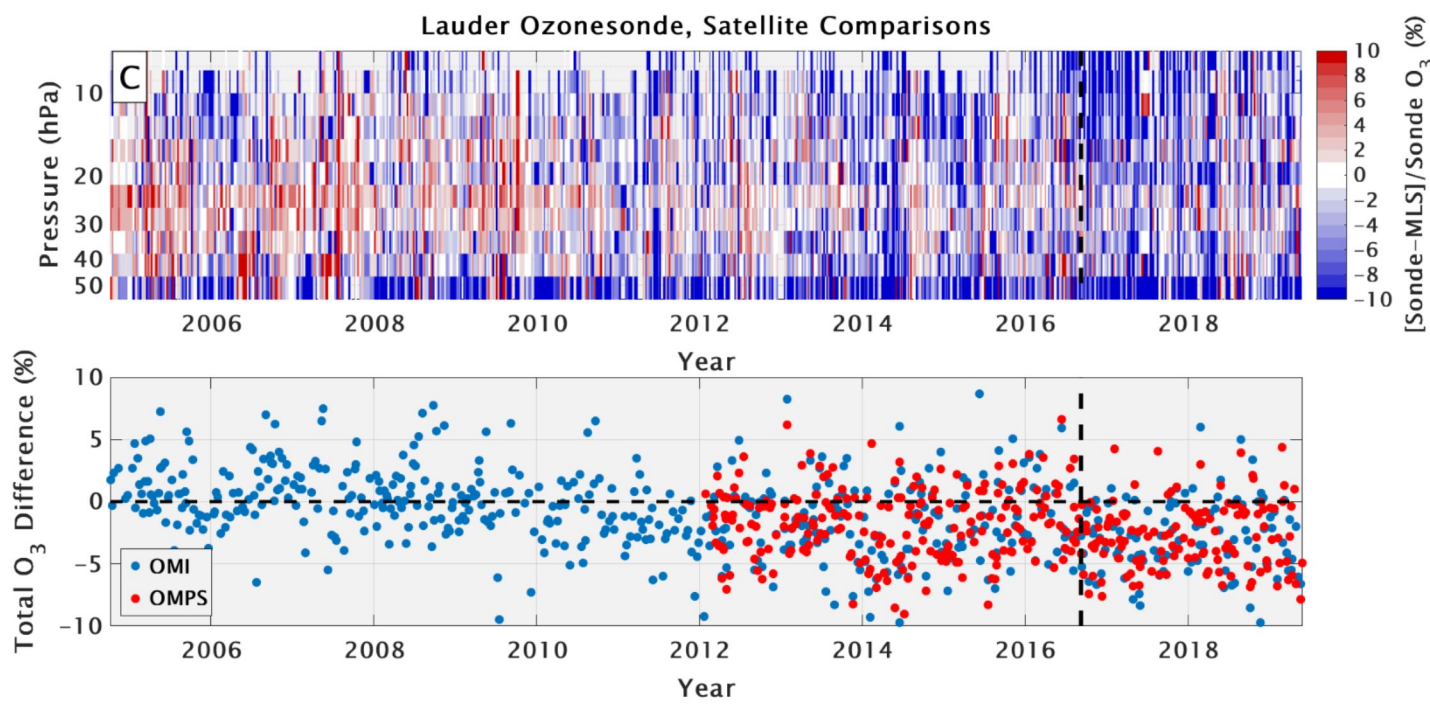 Lauder Ozonesonde, Satellite Comparisons
C
Pressure (hPa)
10
20
30
40
50
2006 2008 2010 2012 2014 2016 2018
Year
10
8
6
4
2
0
−2
−4
−6
−8
−10
[Sonde−MLS]/Sonde O3 (%)
Total O3 Difference (%)
10
5
0
−5
−10
OMI
OMPS
2006 2008 2010 2012 2014 2016 2018
Year